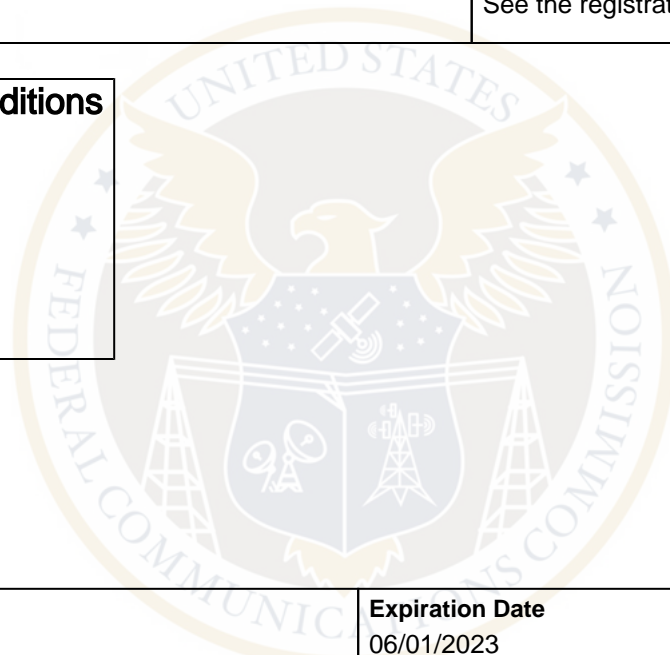 See the registrat
ditions
UNITED STATES
FEDERAL COMMUNICATIONS COMMISSION
Expiration Date
06/01/2023